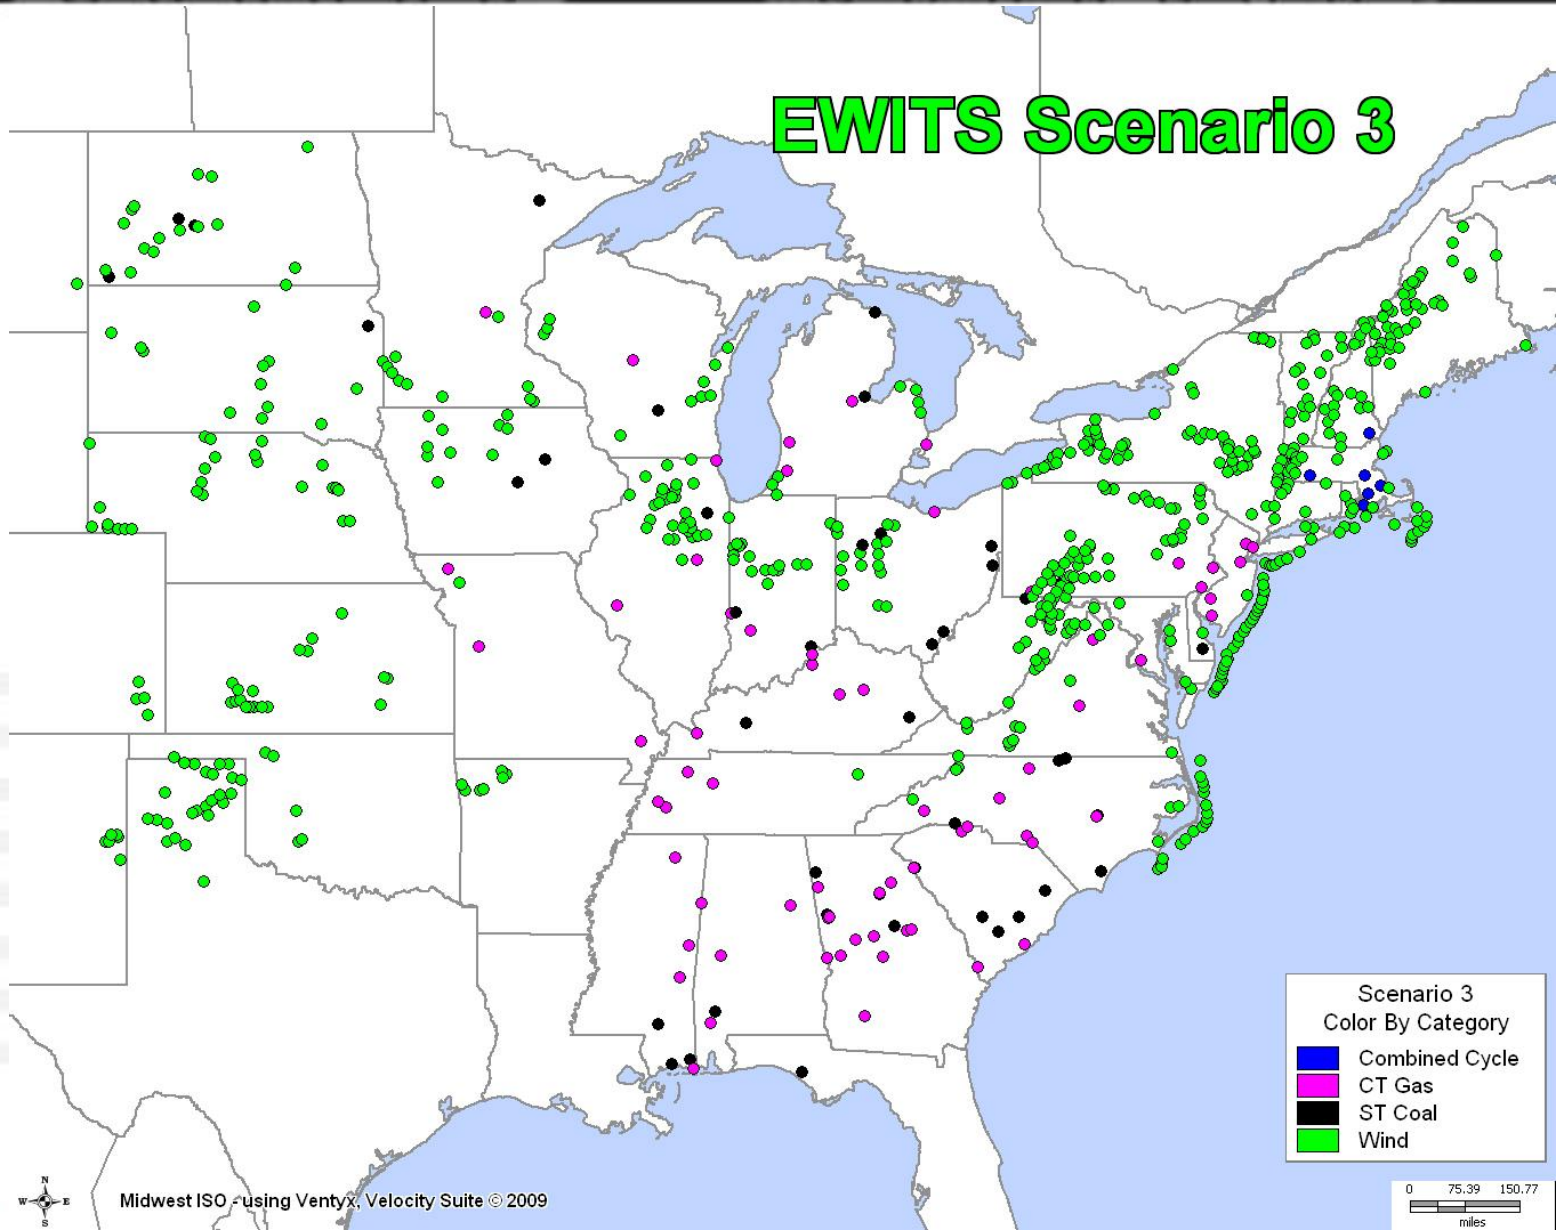 EWITS Scenario 3
Scenario 3
Color By Category
Combined Cycle
CT Gas
ST Coal
Wind
N
W E
S
Midwest ISO - using Ventyx, Velocity Suite © 2009
0 75.39 150.77
miles